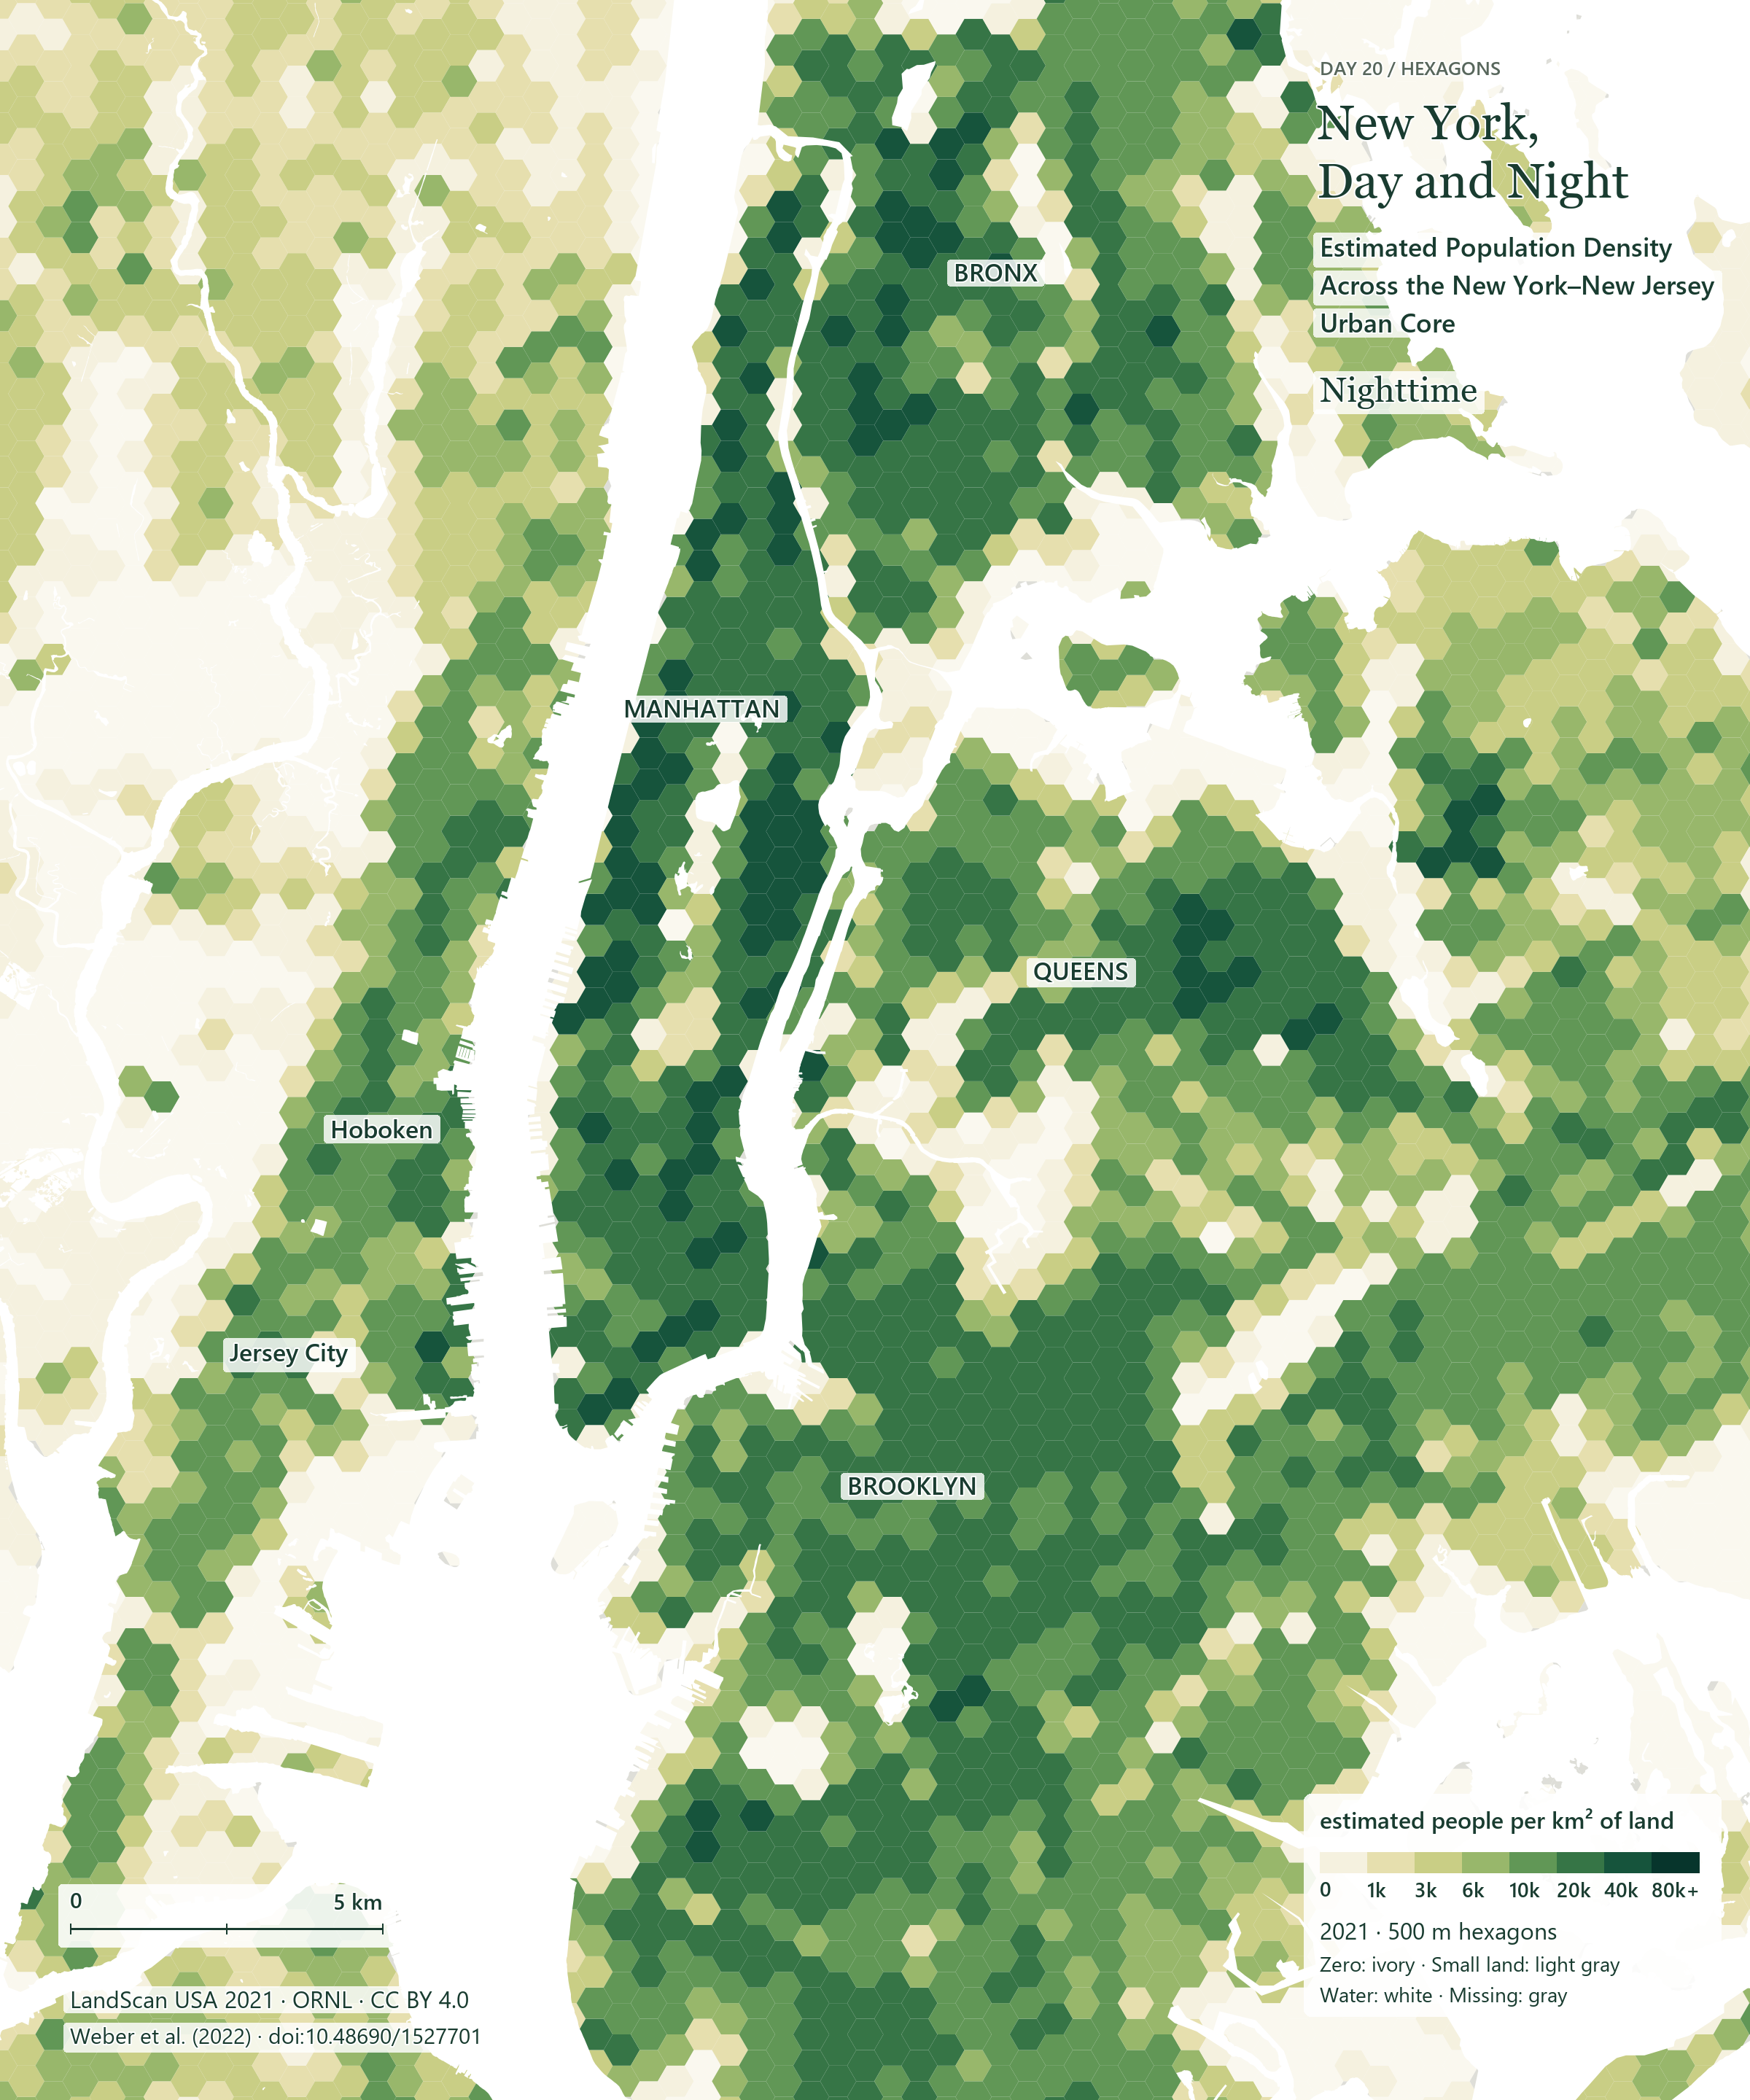 DAY 20 / HEXAGONS
New York,
Day and Night
Estimated Population Density
Across the New York–New Jersey
Urban Core
Nighttime
BRONX
MANHATTAN
QUEENS
Hoboken
Jersey City
BROOKLYN
estimated people per km² of land
0 1k 3k 6k 10k 20k 40k 80k+
2021 · 500 m hexagons
Zero: ivory · Small land: light gray
Water: white · Missing: gray
0 5 km
LandScan USA 2021 · ORNL · CC BY 4.0
Weber et al. (2022) · doi:10.48690/1527701